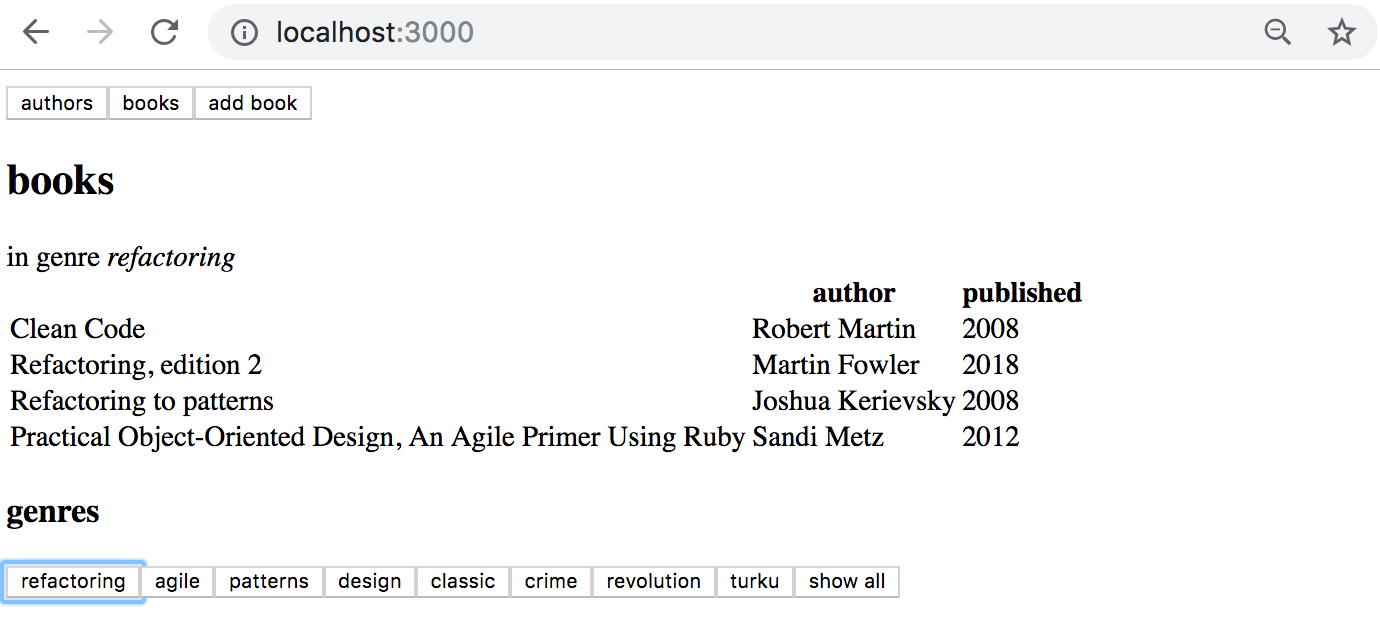 localhost:3000
authors books add book
books
in genre refactoring
author published
Clean Code Robert Martin 2008
Refactoring, edition 2 Martin Fowler 2018
Refactoring to patterns Joshua Kerievsky 2008
Practical Object-Oriented Design, An Agile Primer Using Ruby Sandi Metz 2012
genres
refactoring agile patterns design classic crime revolution turku show all